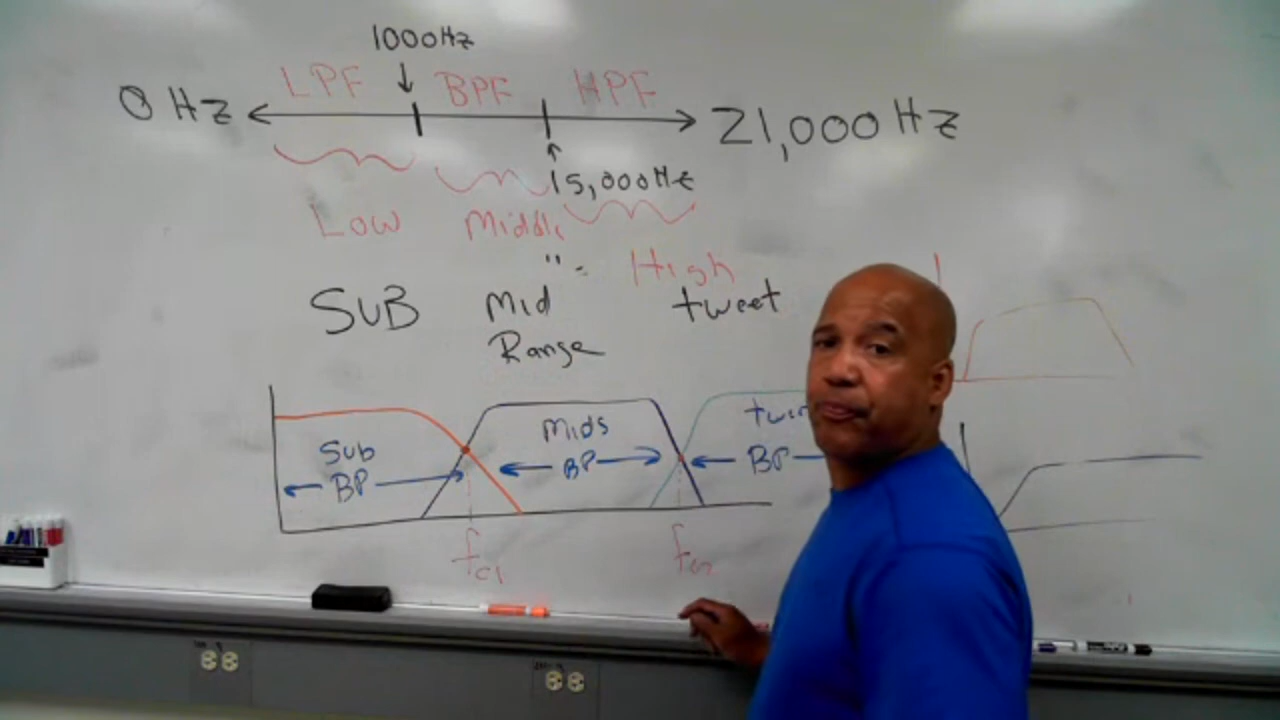 1000Hz
0 Hz LPF BPF HPF 21,000 Hz
15,000Hz
Low Middle
" High
SUB Mid tweet
Range
Sub Mids
BP BP BP
fc1